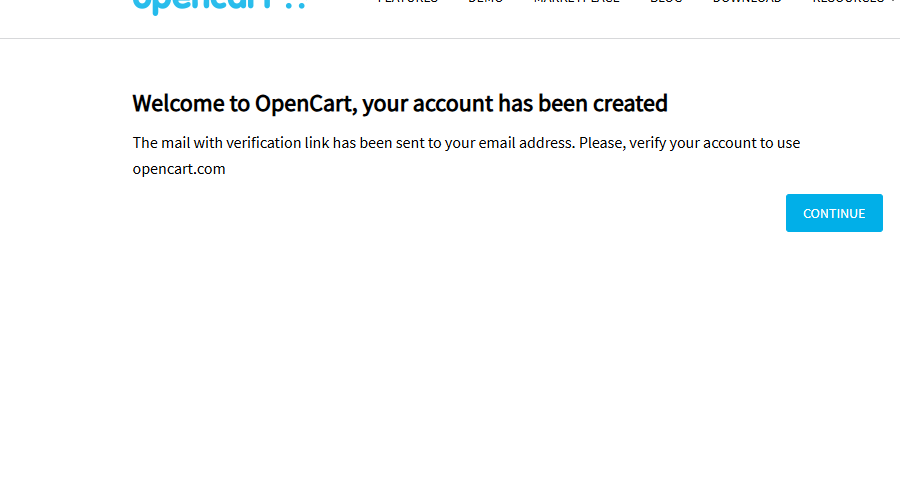 opencart
FEATURES DEMO MARKETPLACE BLOG DOWNLOAD RESOURCES
Welcome to OpenCart, your account has been created
The mail with verification link has been sent to your email address. Please, verify your account to use
opencart.com
CONTINUE